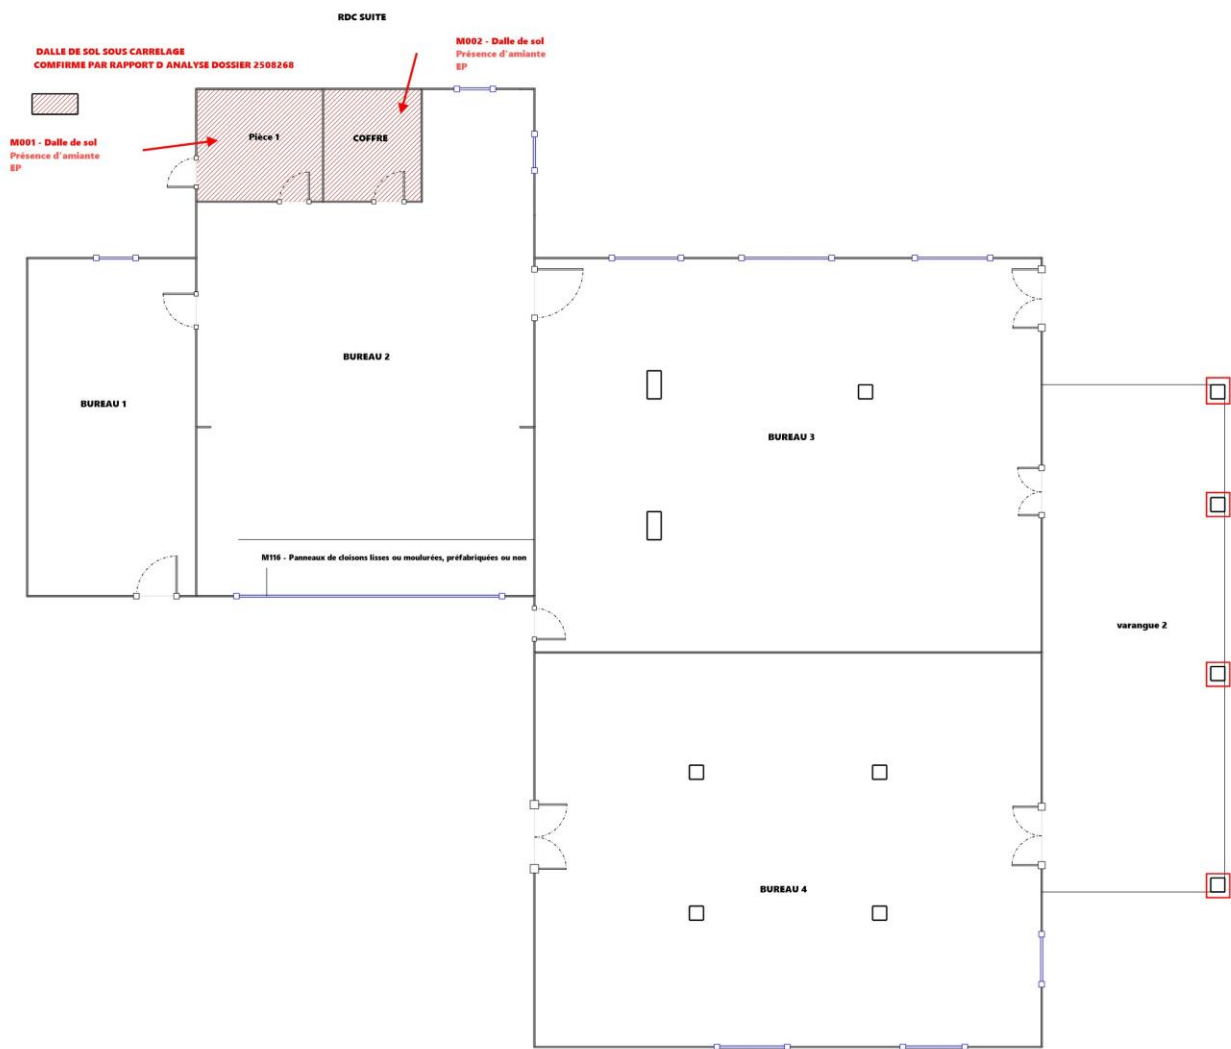 RDC SUITE
DALLE DE SOL SOUS CARRELAGE
CONFIRME PAR RAPPORT D ANALYSE DOSSIER 2508268
M002 - Dalle de sol
Présence d'amiante
EP
M001 - Dalle de sol
Présence d'amiante
EP
Pièce 1
COFFRE
BUREAU 2
BUREAU 1
BUREAU 3
M116 - Panneaux de cloisons lisses ou moulurées, préfabriquées ou non
varangue 2
BUREAU 4